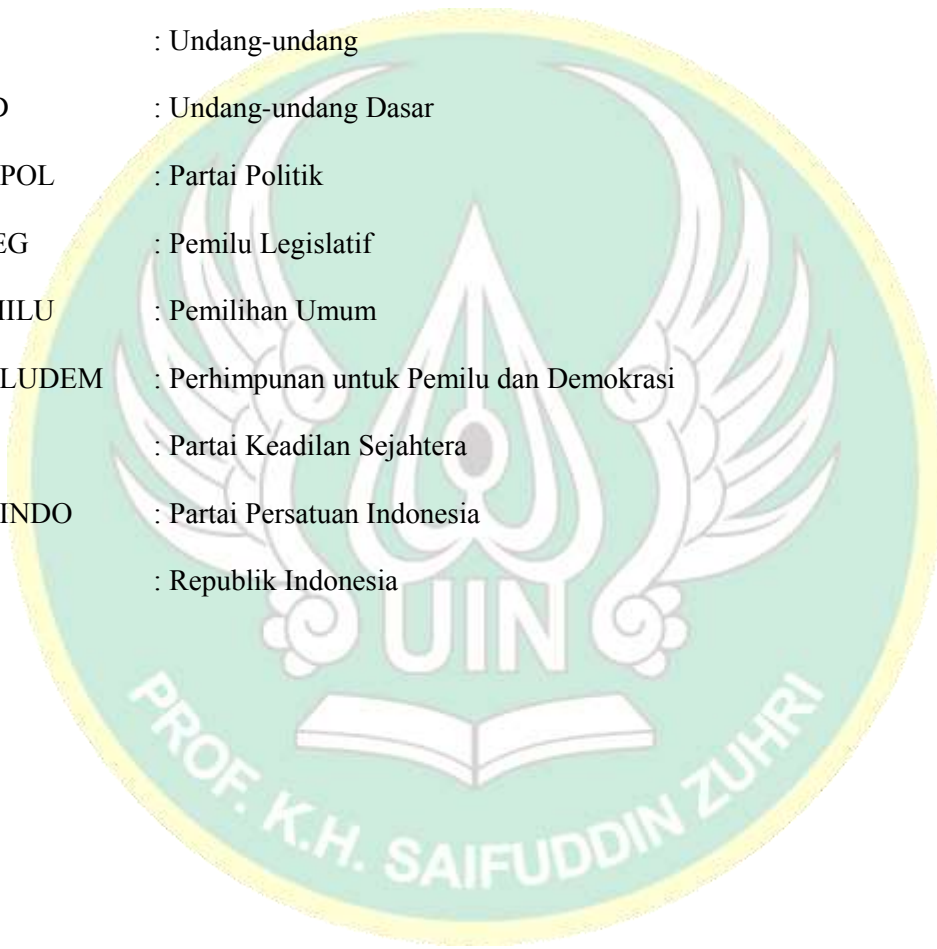 : Undang-undang
D : Undang-undang Dasar
POL : Partai Politik
EG : Pemilu Legislatif
IILU : Pemilihan Umum
LUDEM : Perhimpunan untuk Pemilu dan Demokrasi
: Partai Keadilan Sejahtera
INDO : Partai Persatuan Indonesia
: Republik Indonesia
UIN
PROF. K.H. SAIFUDDIN ZUHRI